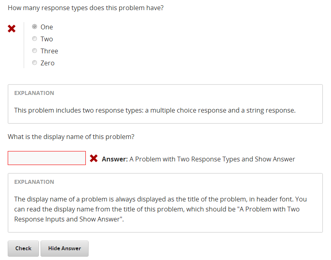 How many response types does this problem have?
One
Two
Three
Zero
EXPLANATION
This problem includes two response types: a multiple choice response and a string response.
What is the display name of this problem?
Answer: A Problem with Two Response Types and Show Answer
EXPLANATION
The display name of a problem is always displayed as the title of the problem, in header font. You
can read the display name from the title of this problem, which should be "A Problem with Two
Response Inputs and Show Answer".
Check Hide Answer